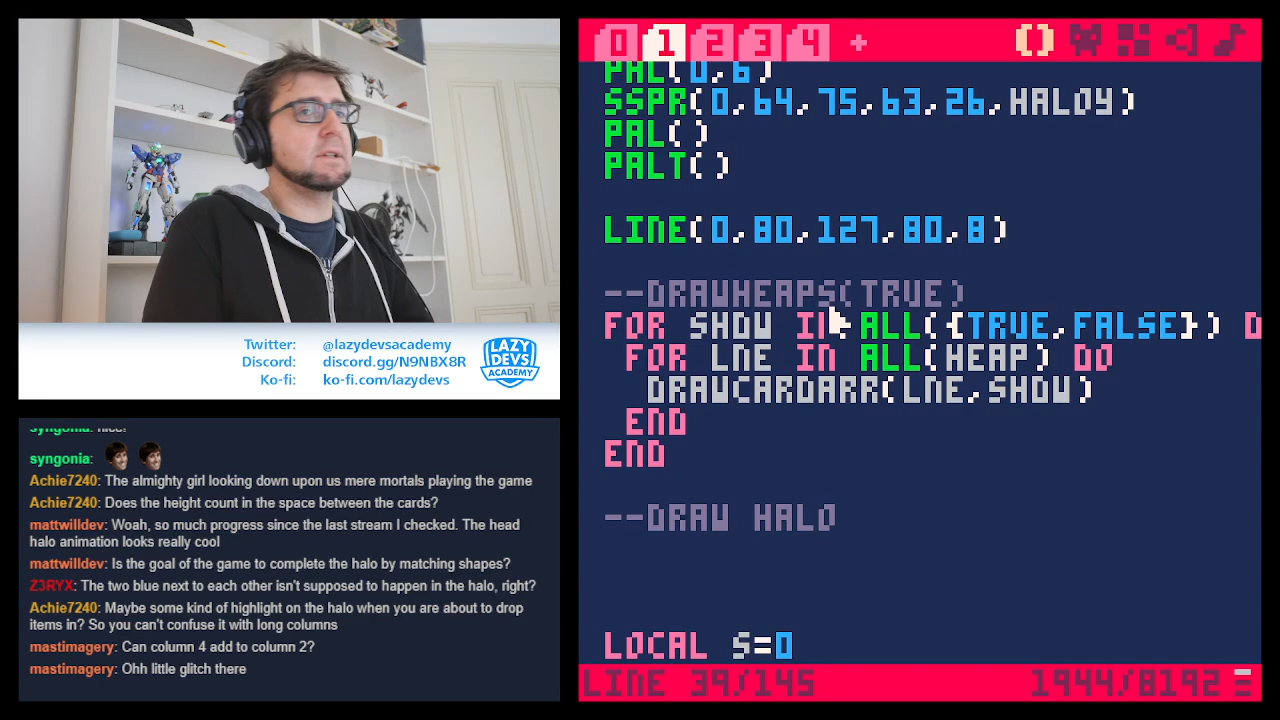 Twitter: @lazydevsacademy
Discord: discord.gg/N9NBX8R
Ko-fi: ko-fi.com/lazydevs
LAZY
DEVS
ACADEMY
syngonia: nice!
syngonia:
Achie7240: The almighty girl looking down upon us mere mortals playing the game
Achie7240: Does the height count in the space between the cards?
mattwilldev: Woah, so much progress since the last stream I checked. The head
halo animation looks really cool
mattwilldev: Is the goal of the game to complete the halo by matching shapes?
Z3RYX: The two blue next to each other isn't supposed to happen in the halo, right?
Achie7240: Maybe some kind of highlight on the halo when you are about to drop
items in? So you can't confuse it with long columns
mastimagery: Can column 4 add to column 2?
mastimagery: Ohh little glitch there
0 1 2 3 4 +
PAL(0,6)
SSPR(0,64,75,63,26,HALOY)
PAL()
PALT()
LINE(0,80,127,80,8)
--DRAWHEAPS(TRUE)
FOR SHDW IN ALL({TRUE,FALSE}) D
FOR LNE IN ALL(HEAP) DO
DRAWCARDARR(LNE,SHDW)
END
END
--DRAW HALO
LOCAL S=0
LINE 39/145
1944/8192